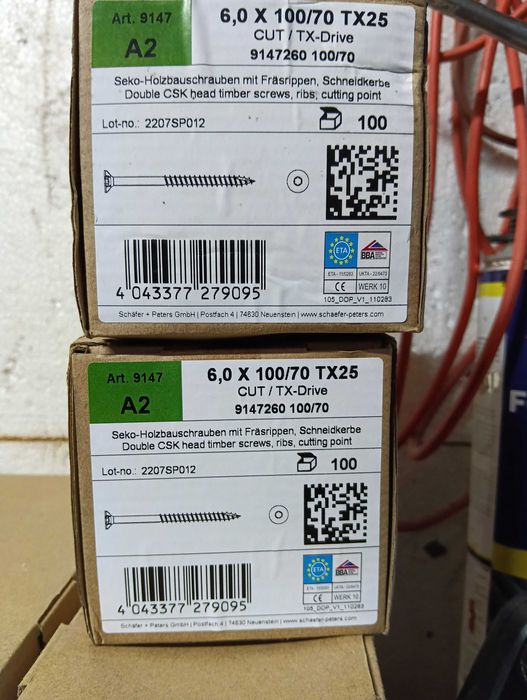 Art. 9147
A2
6,0 X 100/70 TX25
CUT / TX-Drive
9147260 100/70
Seko-Holzbauschrauben mit Fräsrippen, Schneidkerbe
Double CSK head timber screws, ribs, cutting point
Lot-no.: 2207SP012
100
ETA
BBA
UKTA - 22/6473
CE
WERK 10
4 043377 279095
105_DOP_V1_110283
Schäfer + Peters GmbH | Postfach 4 | 74630 Neuenstein | www.schaefer-peters.com
Art. 9147
A2
6,0 X 100/70 TX25
CUT / TX-Drive
9147260 100/70
Seko-Holzbauschrauben mit Fräsrippen, Schneidkerbe
Double CSK head timber screws, ribs, cutting point
Lot-no.: 2207SP012
100
ETA
BBA
CE
WERK 10
4 043377 279095
105_DOP_V1_110283
Schäfer + Peters GmbH | Postfach 4 | 74630 Neuenstein | www.schaefer-peters.com
F